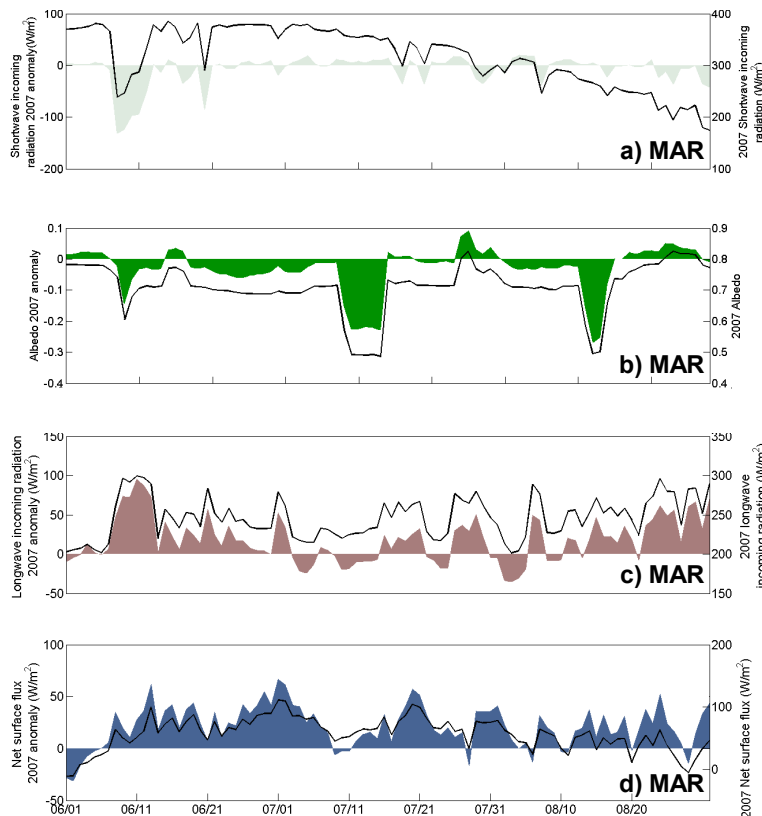 Shortwave incoming
radiation 2007 anomaly(W/m²)
100
0
-100
-200
400
300
200
100
2007 Shortwave incoming
radiation (W/m²)
a) MAR
Albedo 2007 anomaly
0.1
0
-0.1
-0.2
-0.3
-0.4
0.9
0.8
0.7
0.6
0.5
0.4
2007 Albedo
b) MAR
Longwave incoming radiation
2007 anomaly (W/m²)
150
100
50
0
-50
350
300
250
200
150
2007 longwave
incoming radiation (W/m²)
c) MAR
Net surface flux
2007 anomaly (W/m²)
100
50
0
-50
200
100
0
2007 Net surface flux (W/m²)
d) MAR
06/01 06/11 06/21 07/01 07/11 07/21 07/31 08/10 08/20